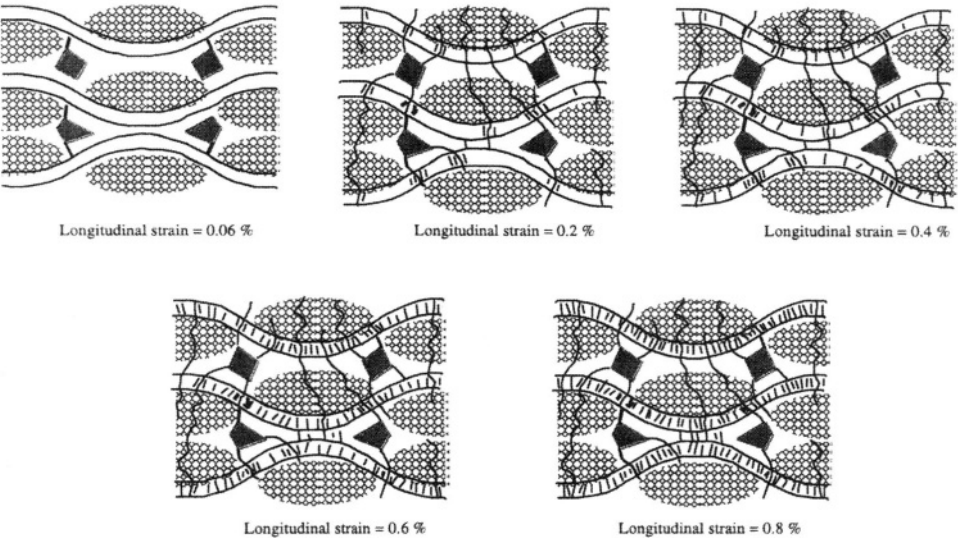 Longitudinal strain = 0.06 %
Longitudinal strain = 0.2 %
Longitudinal strain = 0.4 %
Longitudinal strain = 0.6 %
Longitudinal strain = 0.8 %